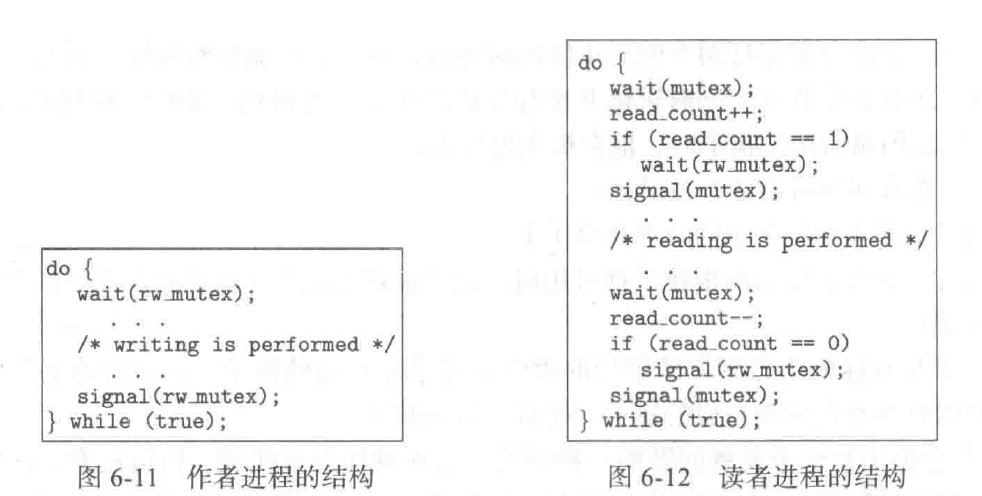 do {
wait(rw_mutex);
. . .
/* writing is performed */
. . .
signal(rw_mutex);
} while (true);
图 6-11 作者进程的结构
do {
wait(mutex);
read_count++;
if (read_count == 1)
wait(rw_mutex);
signal(mutex);
. . .
/* reading is performed */
. . .
wait(mutex);
read_count--;
if (read_count == 0)
signal(rw_mutex);
signal(mutex);
} while (true);
图 6-12 读者进程的结构